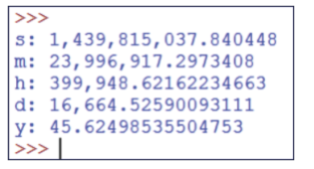 >>>
s: 1,439,815,037.840448
m: 23,996,917.2973408
h: 399,948.62162234663
d: 16,664.52590093111
y: 45.62498535504753
>>>